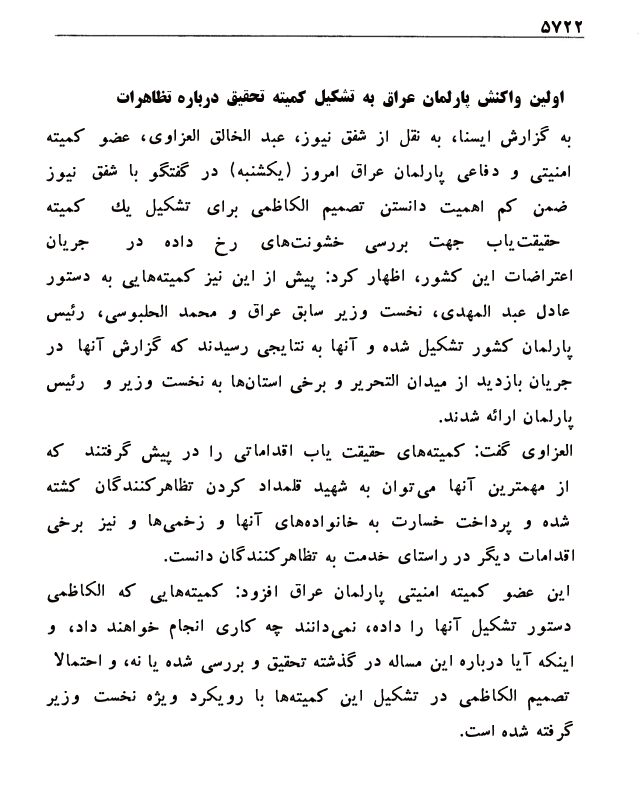 ۵۷۲۲
اولین واکنش پارلمان عراق به تشکیل کمیته تحقیق درباره تظاهرات
به گزارش ایسنا، به نقل از شفق نیوز، عبد الخالق العزاوی، عضو کمیته
امنیتی و دفاعی پارلمان عراق امروز (یکشنبه) در گفتگو با شفق نیوز
ضمن کم اهمیت دانستن تصمیم الکاظمی برای تشکیل یك کمیته
حقیقت‌یاب جهت بررسی خشونت‌های رخ داده در جریان
اعتراضات این کشور، اظهار کرد: پیش از این نیز کمیته‌هایی به دستور
عادل عبد المهدی، نخست وزیر سابق عراق و محمد الحلبوسی، رئیس
پارلمان کشور تشکیل شده و آنها به نتایجی رسیدند که گزارش آنها در
جریان بازدید از میدان التحریر و برخی استان‌ها به نخست وزیر و رئیس
پارلمان ارائه شدند.
العزاوی گفت: کمیته‌های حقیقت یاب اقداماتی را در پیش گرفتند که
از مهمترین آنها می‌توان به شهید قلمداد کردن تظاهرکنندگان کشته
شده و پرداخت خسارت به خانواده‌های آنها و زخمی‌ها و نیز برخی
اقدامات دیگر در راستای خدمت به تظاهرکنندگان دانست.
این عضو کمیته امنیتی پارلمان عراق افزود: کمیته‌هایی که الکاظمی
دستور تشکیل آنها را داده، نمی‌دانند چه کاری انجام خواهند داد، و
اینکه آیا درباره این مساله در گذشته تحقیق و بررسی شده یا نه، و احتمالا
تصمیم الکاظمی در تشکیل این کمیته‌ها با رویکرد ویژه نخست وزیر
گرفته شده است.